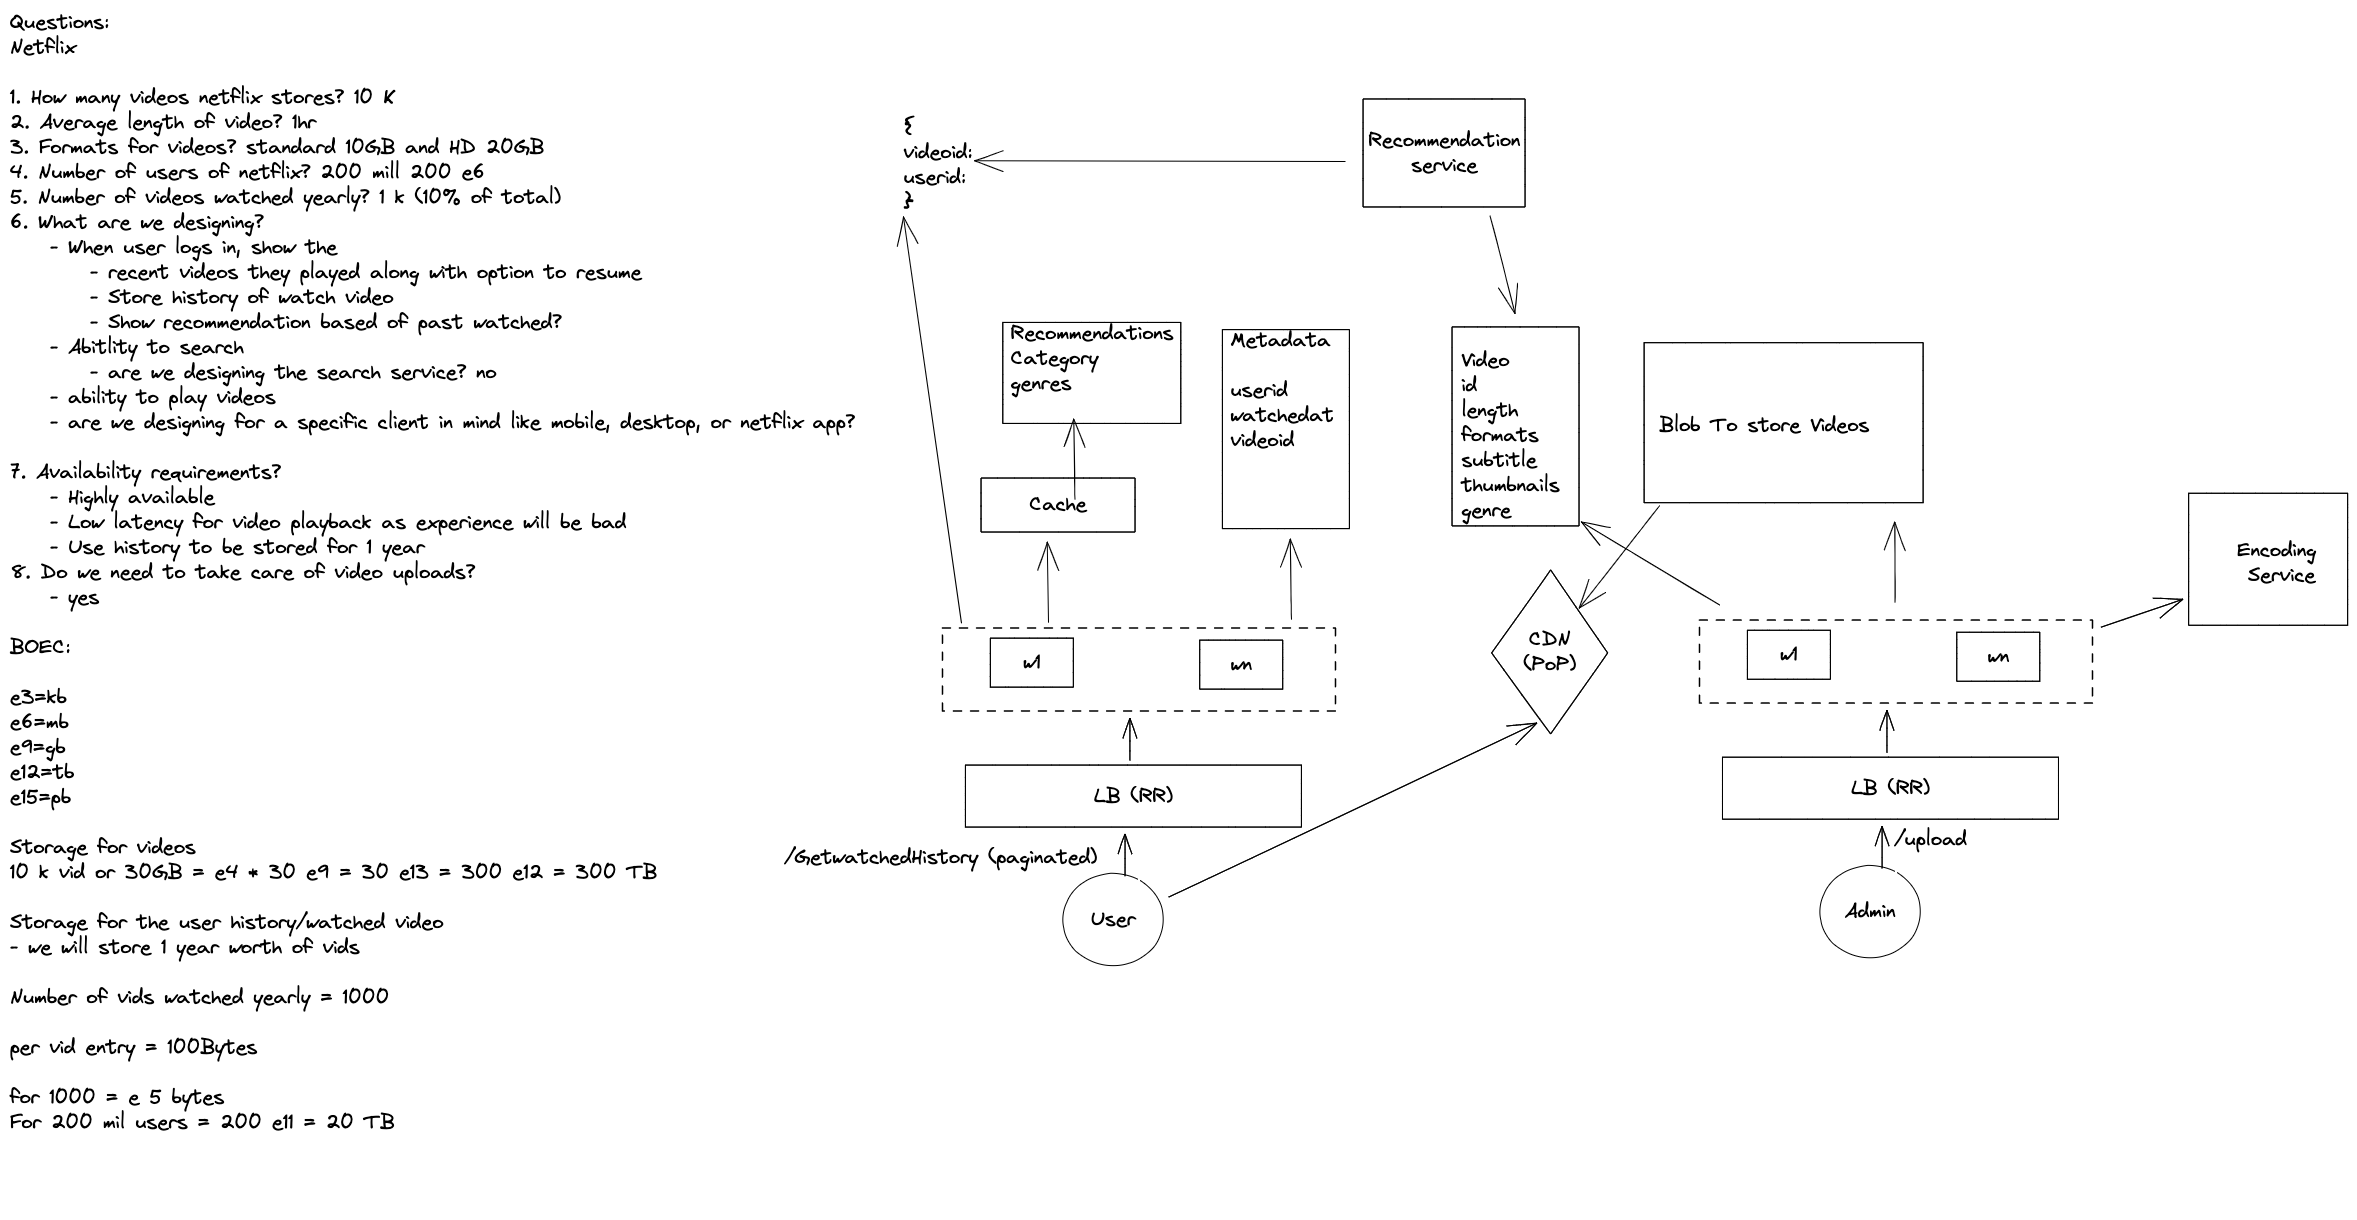 Questions:
Netflix
1. How many videos netflix stores? 10 K
2. Average length of video? 1hr
3. Formats for videos? standard 10GB and HD 20GB
4. Number of users of netflix? 200 mill 200 e6
5. Number of videos watched yearly? 1 k (10% of total)
6. What are we designing?
- When user logs in, show the
- recent videos they played along with option to resume
- Store history of watch video
- Show recommendation based of past watched?
- Abitlity to search
- are we designing the search service? no
- ability to play videos
- are we designing for a specific client in mind like mobile, desktop, or netflix app?
7. Availability requirements?
- Highly available
- Low latency for video playback as experience will be bad
- Use history to be stored for 1 year
8. Do we need to take care of video uploads?
- yes
BOEC:
e3=kb
e6=mb
e9=gb
e12=tb
e15=pb
Storage for videos
10 k vid or 30GB = e4 * 30 e9 = 30 e13 = 300 e12 = 300 TB
Storage for the user history/watched video
- we will store 1 year worth of vids
Number of vids watched yearly = 1000
per vid entry = 100Bytes
for 1000 = e 5 bytes
For 200 mil users = 200 e11 = 20 TB
{
videoid:
userid:
}
Recommendation
service
Recommendations
Category
genres
Cache
Metadata
userid
watchedat
videoid
Video
id
length
formats
subtitle
thumbnails
genre
Blob To store Videos
Encoding
Service
CDN
(PoP)
w1
wn
w1
wn
LB (RR)
LB (RR)
/GetwatchedHistory (paginated)
/upload
User
Admin